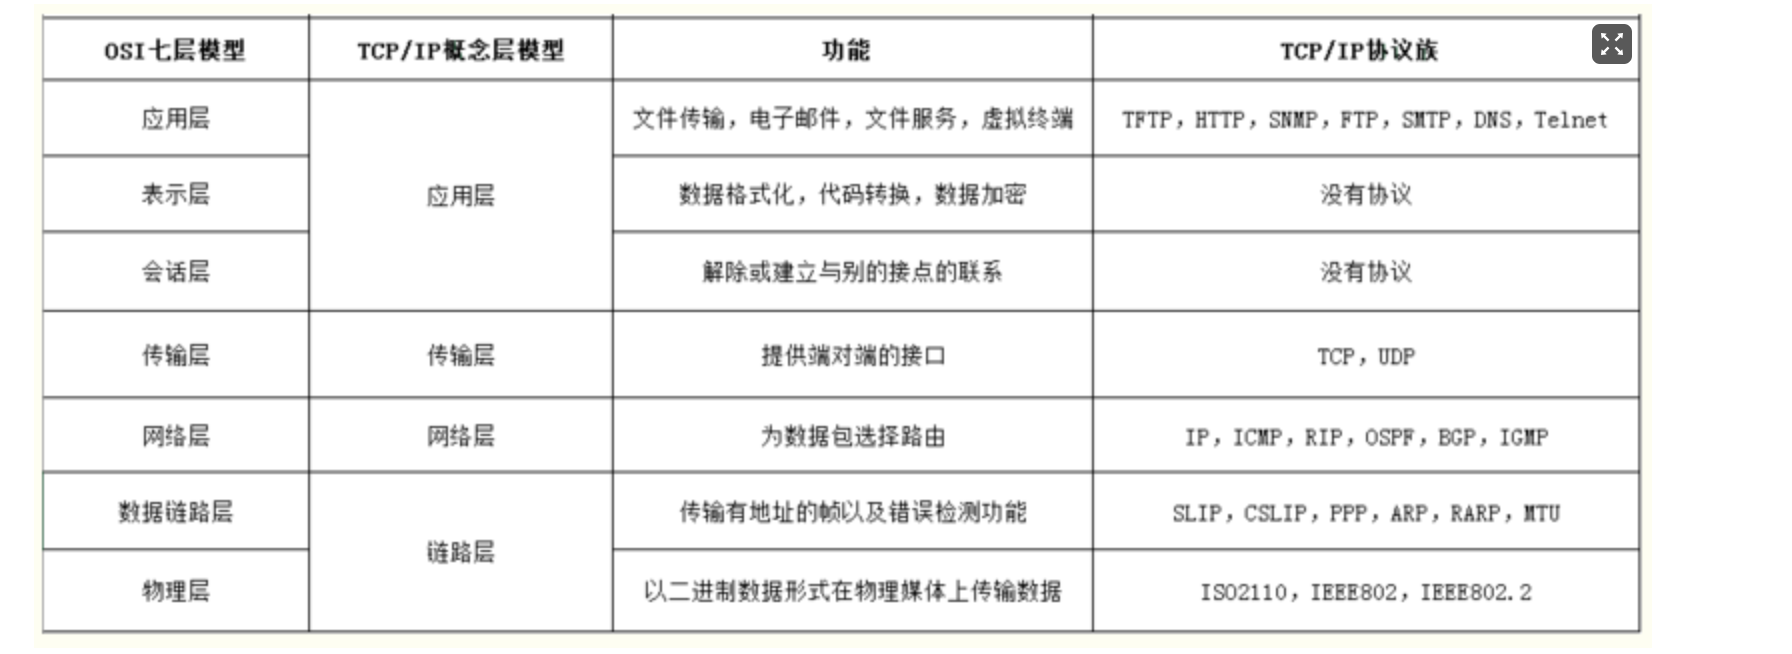 OSI七层模型 TCP/IP概念层模型 功能 TCP/IP协议族
应用层 文件传输，电子邮件，文件服务，虚拟终端 TFTP，HTTP，SNMP，FTP，SMTP，DNS，Telnet
表示层 应用层 数据格式化，代码转换，数据加密 没有协议
会话层 解除或建立与别的接点的联系 没有协议
传输层 传输层 提供端对端的接口 TCP，UDP
网络层 网络层 为数据包选择路由 IP，ICMP，RIP，OSPF，BGP，IGMP
数据链路层 传输有地址的帧以及错误检测功能 SLIP，CSLIP，PPP，ARP，RARP，MTU
链路层
物理层 以二进制数据形式在物理媒体上传输数据 ISO2110，IEEE802，IEEE802.2